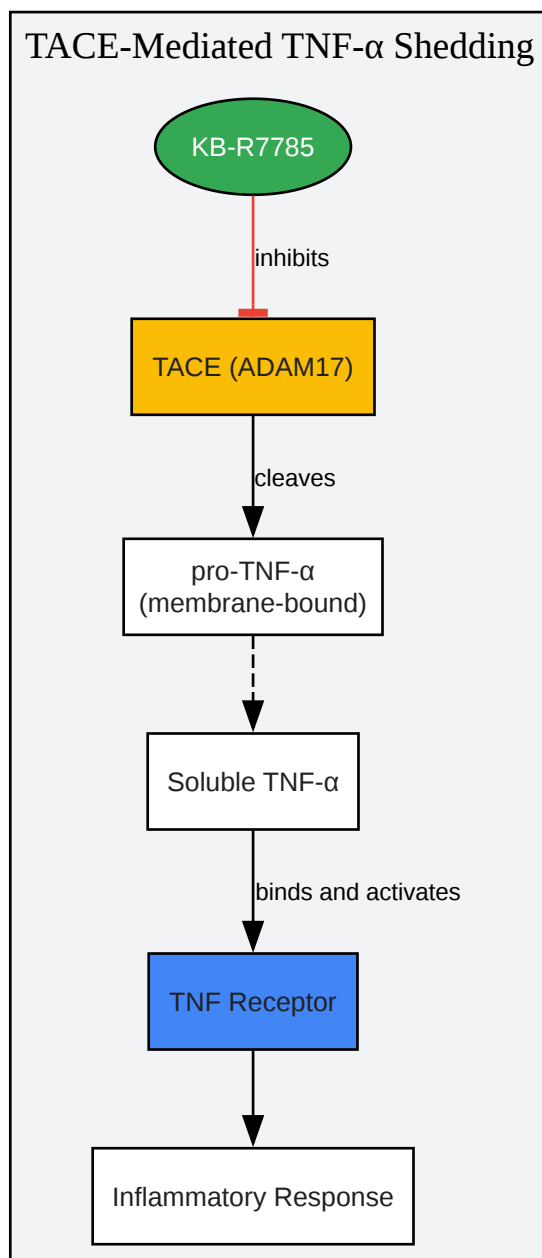 TACE-Mediated TNF-α Shedding
KB-R7785
inhibits
TACE (ADAM17)
cleaves
pro-TNF-α
(membrane-bound)
Soluble TNF-α
binds and activates
TNF Receptor
Inflammatory Response